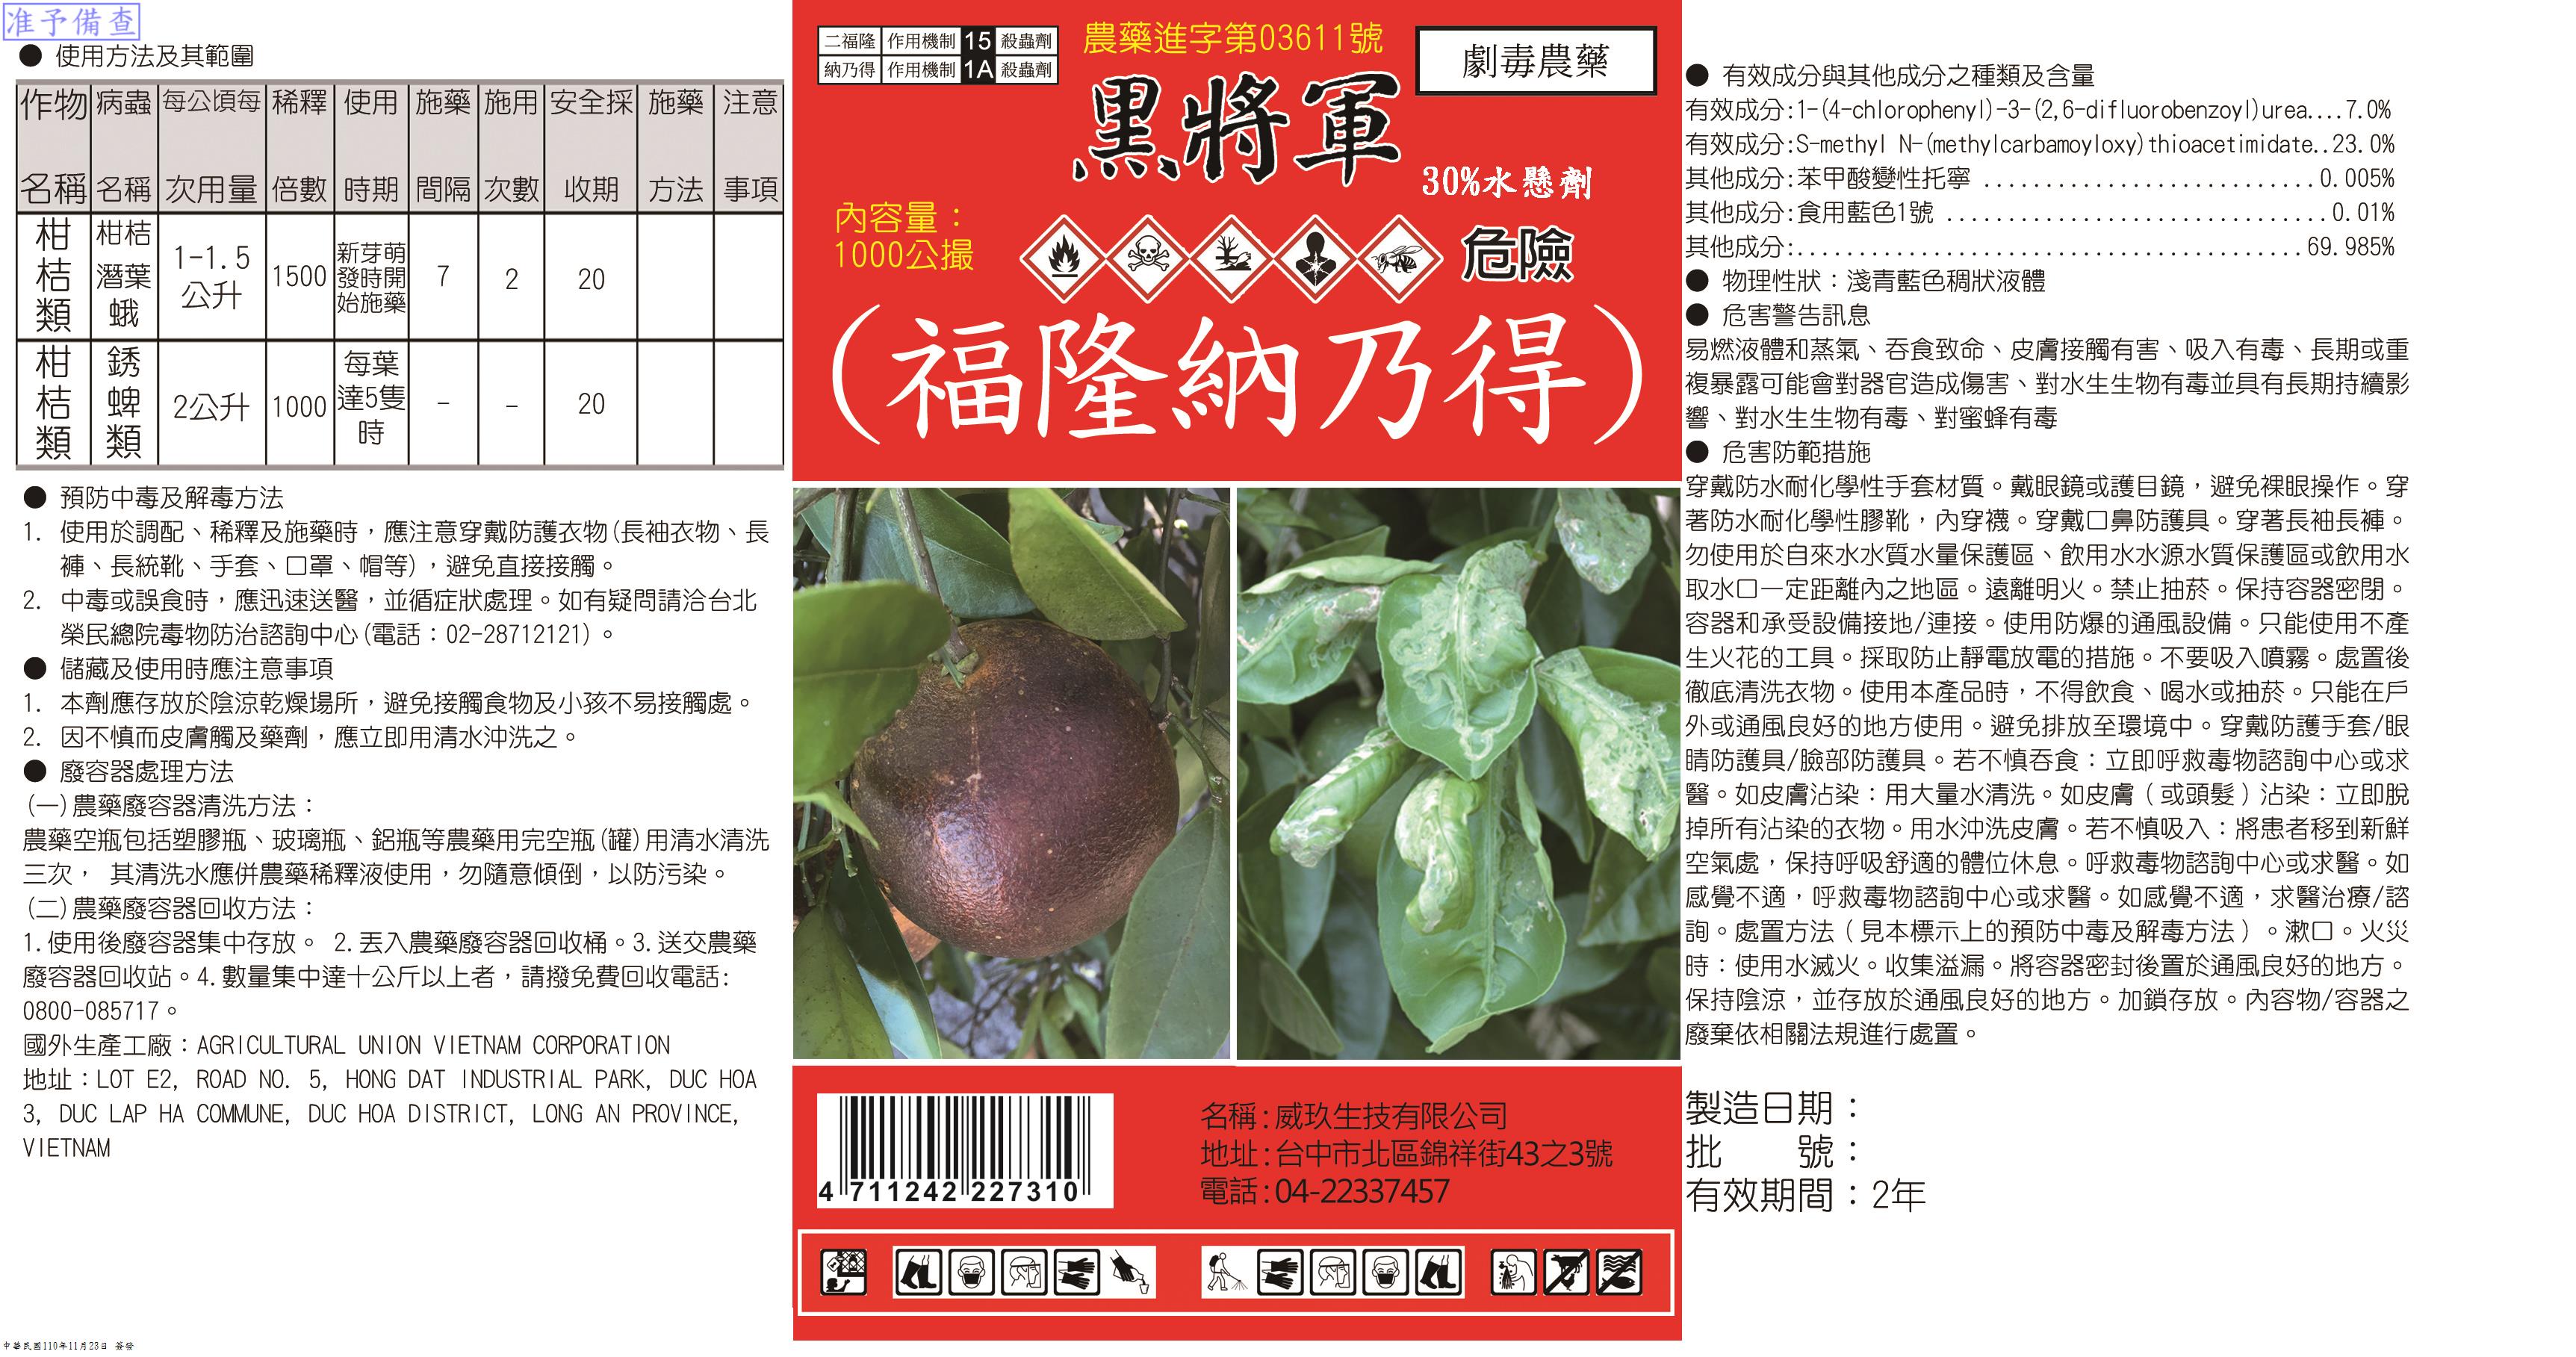 准予備查
● 使用方法及其範圍
作物名稱 病蟲名稱 每公頃每次用量 稀釋倍數 使用時期 施藥間隔 施用次數 安全採收期 施藥方法 注意事項
柑桔類 柑桔潛葉蛾 1-1.5公升 1500 新芽萌發時開始施藥 7 2 20
柑桔類 銹蜱類 2公升 1000 每葉達5隻時 - - 20
● 預防中毒及解毒方法
1. 使用於調配、稀釋及施藥時，應注意穿戴防護衣物(長袖衣物、長
褲、長統靴、手套、口罩、帽等)，避免直接接觸。
2. 中毒或誤食時，應迅速送醫，並循症狀處理。如有疑問請洽台北
榮民總院毒物防治諮詢中心(電話：02-28712121)。
● 儲藏及使用時應注意事項
1. 本劑應存放於陰涼乾燥場所，避免接觸食物及小孩不易接觸處。
2. 因不慎而皮膚觸及藥劑，應立即用清水沖洗之。
● 廢容器處理方法
(一)農藥廢容器清洗方法：
農藥空瓶包括塑膠瓶、玻璃瓶、鋁瓶等農藥用完空瓶(罐)用清水清洗
三次， 其清洗水應併農藥稀釋液使用，勿隨意傾倒，以防污染。
(二)農藥廢容器回收方法：
1.使用後廢容器集中存放。 2.丟入農藥廢容器回收桶。3.送交農藥
廢容器回收站。4.數量集中達十公斤以上者，請撥免費回收電話:
0800-085717。
國外生產工廠：AGRICULTURAL UNION VIETNAM CORPORATION
地址：LOT E2, ROAD NO. 5, HONG DAT INDUSTRIAL PARK, DUC HOA
3, DUC LAP HA COMMUNE, DUC HOA DISTRICT, LONG AN PROVINCE,
VIETNAM
中華民國110年11月23日 簽發
二福隆 作用機制 15 殺蟲劑
納乃得 作用機制 1A 殺蟲劑
農藥進字第03611號
劇毒農藥
黑將軍
30%水懸劑
內容量：
1000公撮
危險
(福隆納乃得)
4 711242 227310
名稱:威玖生技有限公司
地址:台中市北區錦祥街43之3號
電話:04-22337457
● 有效成分與其他成分之種類及含量
有效成分:1-(4-chlorophenyl)-3-(2,6-difluorobenzoyl)urea...7.0%
有效成分:S-methyl N-(methylcarbamoyloxy)thioacetimidate..23.0%
其他成分:苯甲酸變性托寧 ...........................0.005%
其他成分:食用藍色1號 ...............................0.01%
其他成分:.........................................69.985%
● 物理性狀：淺青藍色稠狀液體
● 危害警告訊息
易燃液體和蒸氣、吞食致命、皮膚接觸有害、吸入有毒、長期或重
複暴露可能會對器官造成傷害、對水生生物有毒並具有長期持續影
響、對水生生物有毒、對蜜蜂有毒
● 危害防範措施
穿戴防水耐化學性手套材質。戴眼鏡或護目鏡，避免裸眼操作。穿
著防水耐化學性膠靴，內穿襪。穿戴口鼻防護具。穿著長袖長褲。
勿使用於自來水水質水量保護區、飲用水水源水質保護區或飲用水
取水口一定距離內之地區。遠離明火。禁止抽菸。保持容器密閉。
容器和承受設備接地/連接。使用防爆的通風設備。只能使用不產
生火花的工具。採取防止靜電放電的措施。不要吸入噴霧。處置後
徹底清洗衣物。使用本產品時，不得飲食、喝水或抽菸。只能在戶
外或通風良好的地方使用。避免排放至環境中。穿戴防護手套/眼
睛防護具/臉部防護具。若不慎吞食：立即呼救毒物諮詢中心或求
醫。如皮膚沾染：用大量水清洗。如皮膚（或頭髮）沾染：立即脫
掉所有沾染的衣物。用水沖洗皮膚。若不慎吸入：將患者移到新鮮
空氣處，保持呼吸舒適的體位休息。呼救毒物諮詢中心或求醫。如
感覺不適，呼救毒物諮詢中心或求醫。如感覺不適，求醫治療/諮
詢。處置方法（見本標示上的預防中毒及解毒方法）。漱口。火災
時：使用水滅火。收集溢漏。將容器密封後置於通風良好的地方。
保持陰涼，並存放於通風良好的地方。加鎖存放。內容物/容器之
廢棄依相關法規進行處置。
製造日期：
批 號：
有效期間：2年